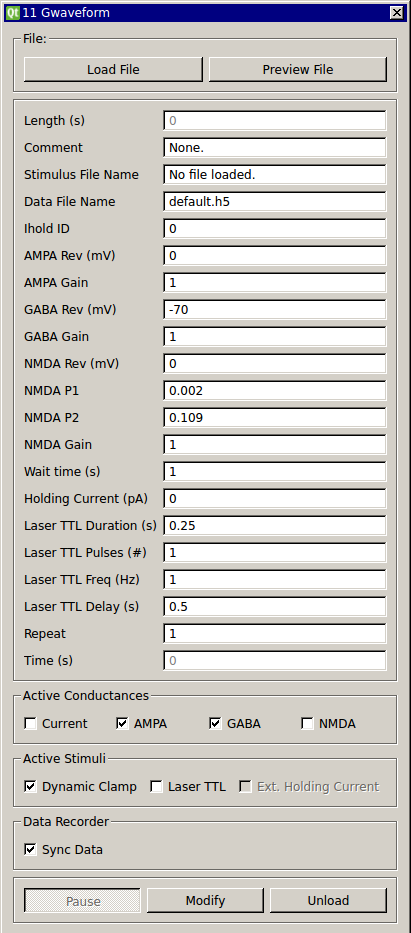 Qt 11 Gwaveform
File:
Load File Preview File
Length (s) 0
Comment None.
Stimulus File Name No file loaded.
Data File Name default.h5
Ihold ID 0
AMPA Rev (mV) 0
AMPA Gain 1
GABA Rev (mV) -70
GABA Gain 1
NMDA Rev (mV) 0
NMDA P1 0.002
NMDA P2 0.109
NMDA Gain 1
Wait time (s) 1
Holding Current (pA) 0
Laser TTL Duration (s) 0.25
Laser TTL Pulses (#) 1
Laser TTL Freq (Hz) 1
Laser TTL Delay (s) 0.5
Repeat 1
Time (s) 0
Active Conductances
Current AMPA GABA NMDA
Active Stimuli
Dynamic Clamp Laser TTL Ext. Holding Current
Data Recorder
Sync Data
Pause Modify Unload